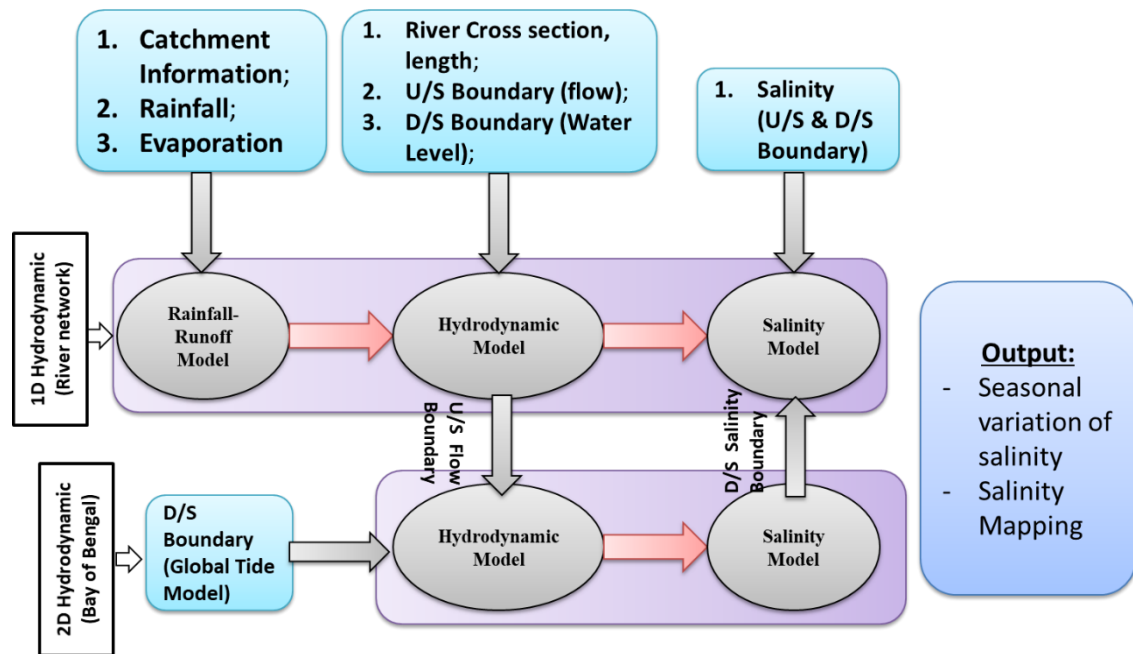 1. Catchment
Information;
2. Rainfall;
3. Evaporation
1. River Cross section,
length;
2. U/S Boundary (flow);
3. D/S Boundary (Water
Level);
1. Salinity
(U/S & D/S
Boundary)
1D Hydrodynamic
(River network)
Rainfall-
Runoff
Model
Hydrodynamic
Model
Salinity
Model
U/S Flow
Boundary
D/S Salinity
Boundary
2D Hydrodynamic
(Bay of Bengal)
D/S
Boundary
(Global Tide
Model)
Hydrodynamic
Model
Salinity
Model
Output:
- Seasonal
variation of
salinity
- Salinity
Mapping